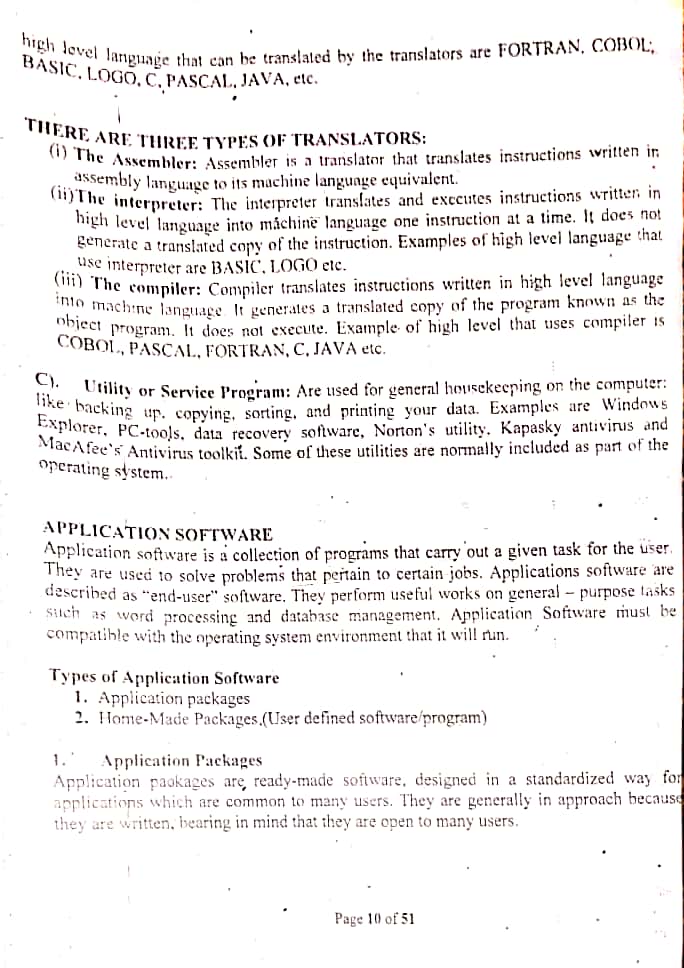 high level language that can be translated by the translators are FORTRAN, COBOL,
BASIC, LOGO, C, PASCAL, JAVA, etc.
THERE ARE THREE TYPES OF TRANSLATORS:
(i) The Assembler: Assembler is a translator that translates instructions written in
assembly language to its machine language equivalent.
(ii)The interpreter: The interpreter translates and executes instructions written in
high level language into machine language one instruction at a time. It does not
generate a translated copy of the instruction. Examples of high level language that
use interpreter are BASIC, LOGO etc.
(iii) The compiler: Compiler translates instructions written in high level language
into machine language. It generates a translated copy of the program known as the
object program. It does not execute. Example of high level that uses compiler is
COBOL, PASCAL, FORTRAN, C, JAVA etc.
C). Utility or Service Program: Are used for general housekeeping on the computer:
like backing up, copying, sorting, and printing your data. Examples are Windows
Explorer, PC-tools, data recovery software, Norton's utility, Kapasky antivirus and
MacAfee's Antivirus toolkit. Some of these utilities are normally included as part of the
operating system.
APPLICATION SOFTWARE
Application software is a collection of programs that carry out a given task for the user.
They are used to solve problems that pertain to certain jobs. Applications software are
described as "end-user" software. They perform useful works on general – purpose tasks
such as word processing and database management. Application Software must be
compatible with the operating system environment that it will run.
Types of Application Software
1. Application packages
2. Home-Made Packages,(User defined software/program)
1. Application Packages
Application packages are ready-made software, designed in a standardized way for
applications which are common to many users. They are generally in approach because
they are written, bearing in mind that they are open to many users.
Page 10 of 51